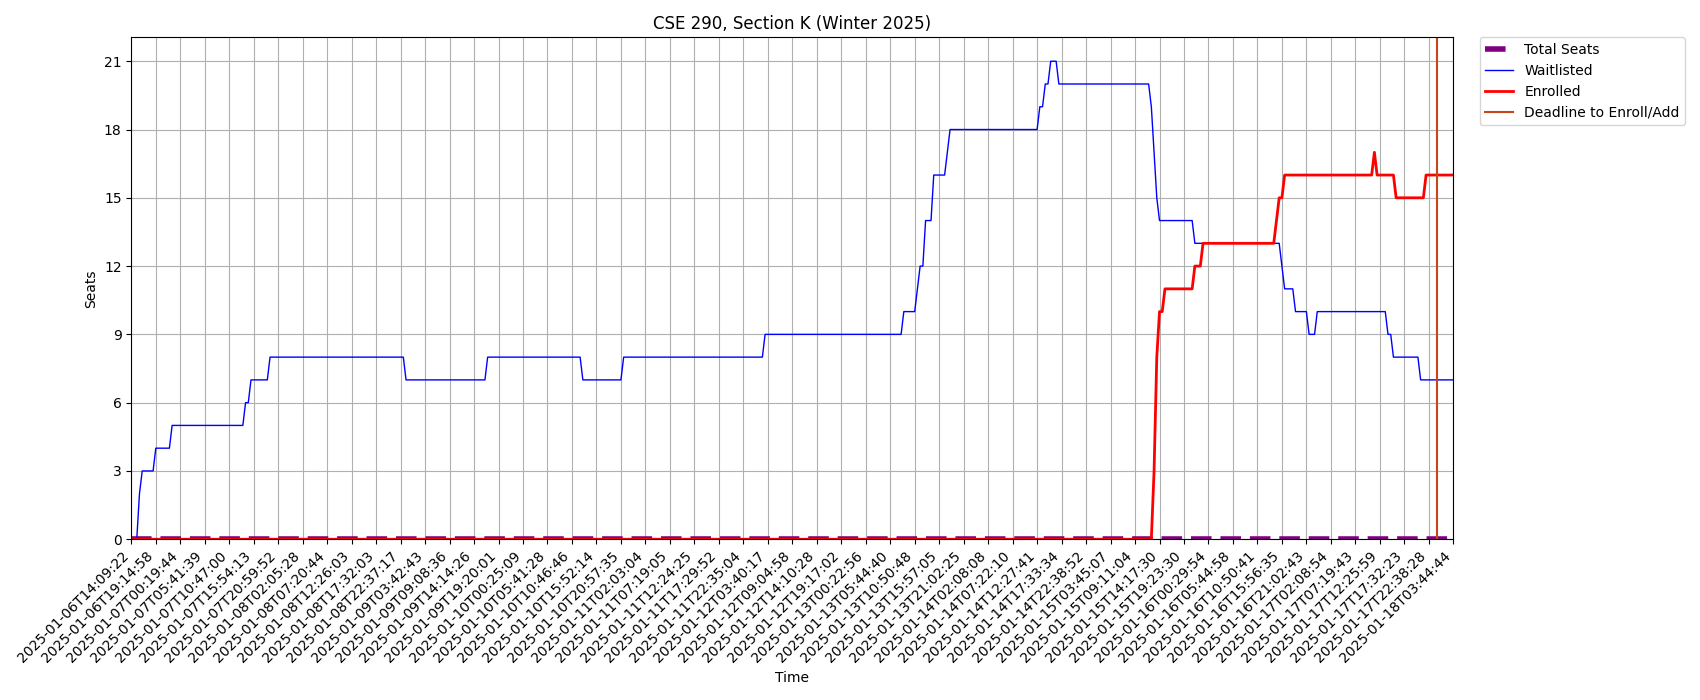 CSE 290, Section K (Winter 2025)
Total Seats
Waitlisted
Enrolled
Deadline to Enroll/Add
Seats
21
18
15
12
9
6
3
0
2025-01-06T14:09:22
2025-01-06T19:14:58
2025-01-07T00:19:44
2025-01-07T05:41:39
2025-01-07T10:47:00
2025-01-07T15:54:13
2025-01-07T20:59:52
2025-01-08T02:05:28
2025-01-08T07:20:44
2025-01-08T12:26:03
2025-01-08T17:32:03
2025-01-08T22:37:17
2025-01-09T03:42:43
2025-01-09T09:08:36
2025-01-09T14:14:26
2025-01-09T19:20:01
2025-01-10T00:25:09
2025-01-10T05:41:28
2025-01-10T10:46:46
2025-01-10T15:52:14
2025-01-10T20:57:35
2025-01-11T02:03:04
2025-01-11T07:19:05
2025-01-11T12:24:25
2025-01-11T17:29:52
2025-01-11T22:35:04
2025-01-12T03:40:17
2025-01-12T09:04:58
2025-01-12T14:10:28
2025-01-12T19:17:02
2025-01-13T00:22:56
2025-01-13T05:44:40
2025-01-13T10:50:48
2025-01-13T15:57:05
2025-01-13T21:02:25
2025-01-14T02:08:08
2025-01-14T07:22:10
2025-01-14T12:27:41
2025-01-14T17:33:34
2025-01-14T22:38:52
2025-01-15T03:45:07
2025-01-15T09:11:04
2025-01-15T14:17:30
2025-01-15T19:23:30
2025-01-16T00:29:54
2025-01-16T05:44:58
2025-01-16T10:50:41
2025-01-16T15:56:35
2025-01-16T21:02:43
2025-01-17T02:08:54
2025-01-17T07:19:43
2025-01-17T12:25:59
2025-01-17T17:32:23
2025-01-17T22:38:28
2025-01-18T03:44:44
Time